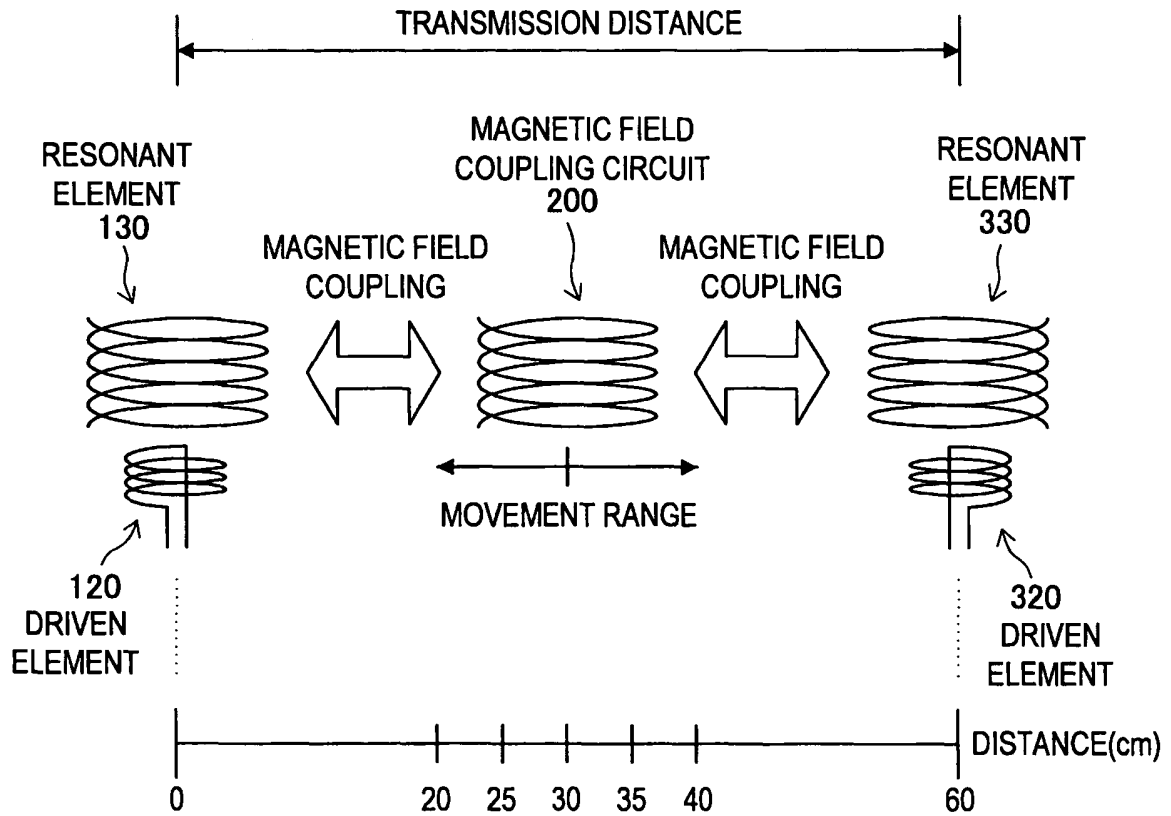 TRANSMISSION DISTANCE
MAGNETIC FIELD
COUPLING CIRCUIT
200
RESONANT
ELEMENT
130
RESONANT
ELEMENT
330
MAGNETIC FIELD
COUPLING
MAGNETIC FIELD
COUPLING
MOVEMENT RANGE
120
DRIVEN
ELEMENT
320
DRIVEN
ELEMENT
DISTANCE(cm)
0 20 25 30 35 40 60